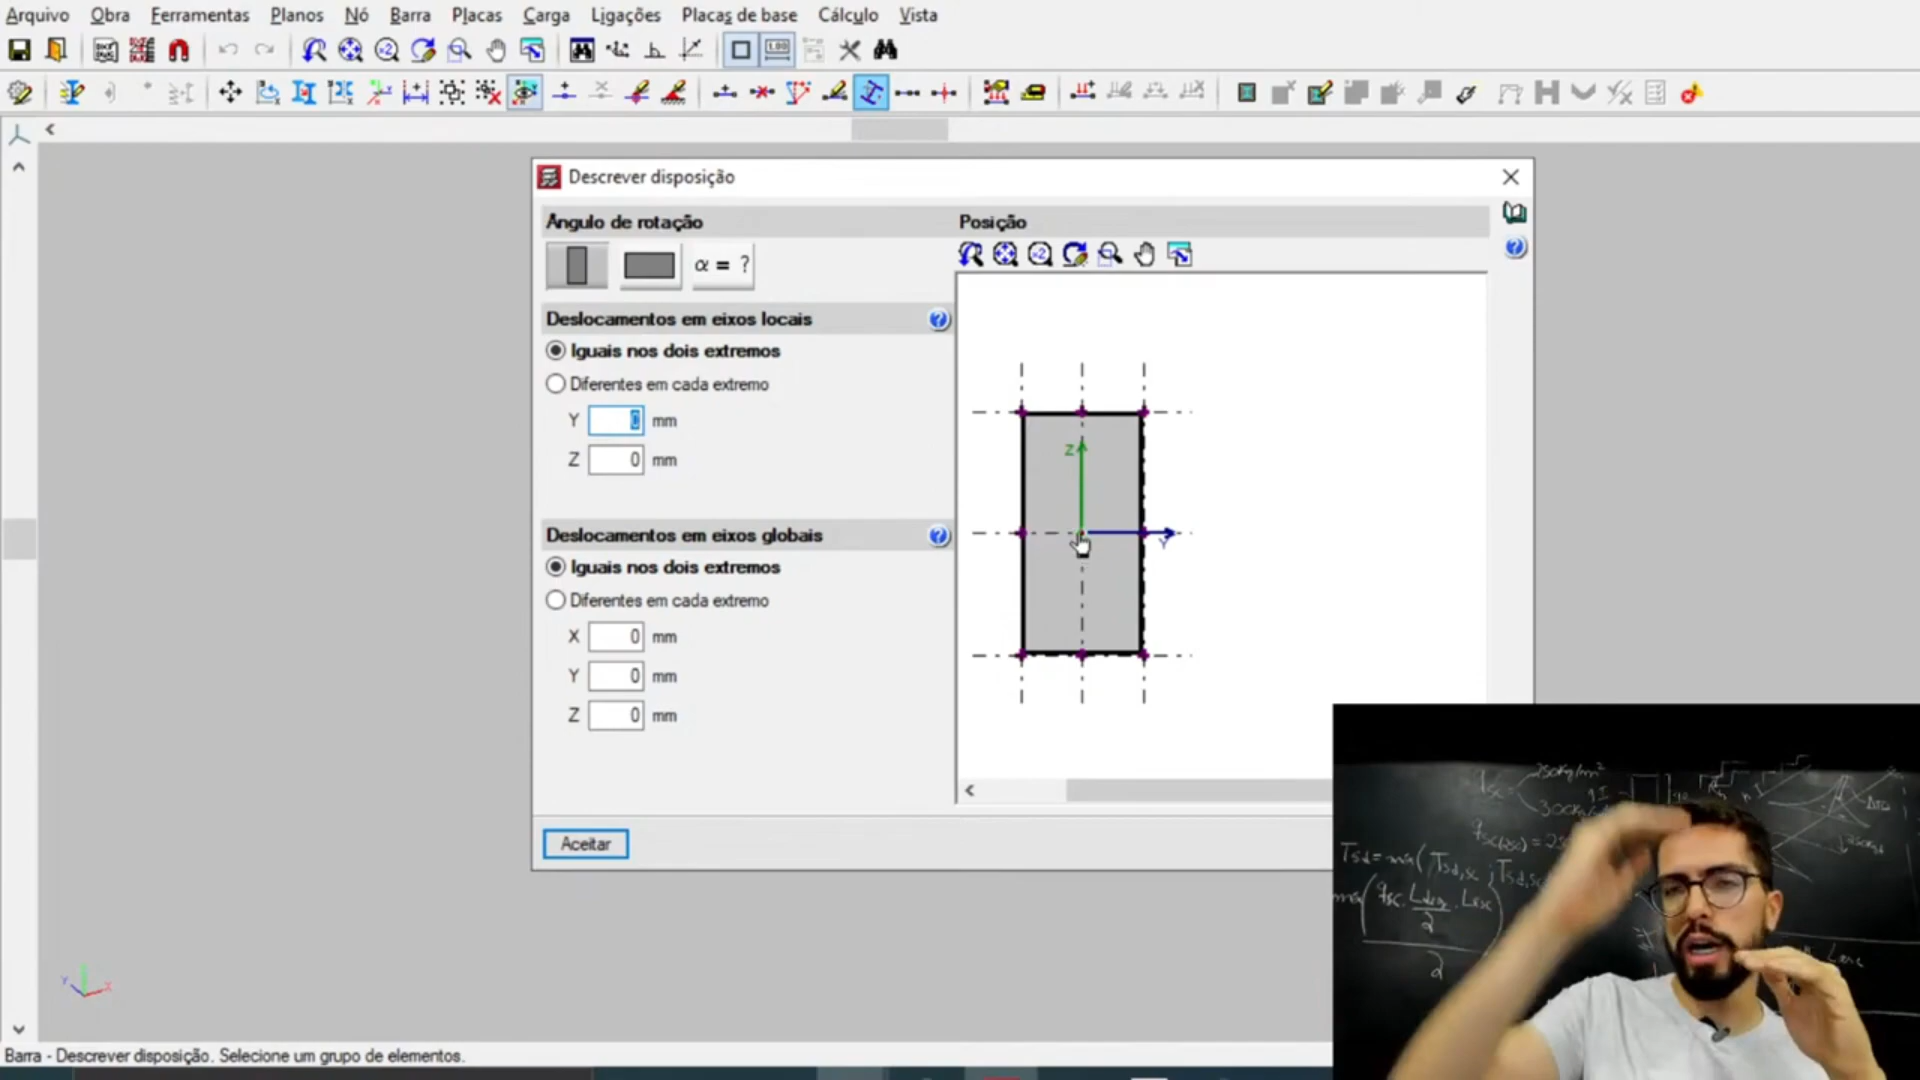 Arquivo Obra Ferramentas Planos Nó Barra Placas Carga Ligações Placas de base Cálculo Vista
Descrever disposição
Ângulo de rotação
α = ?
Deslocamentos em eixos locais
Iguais nos dois extremos
Diferentes em cada extremo
Y 0 mm
Z 0 mm
Deslocamentos em eixos globais
Iguais nos dois extremos
Diferentes em cada extremo
X 0 mm
Y 0 mm
Z 0 mm
Posição
Z
Y
Aceitar
Y X
Barra - Descrever disposição. Selecione um grupo de elementos.